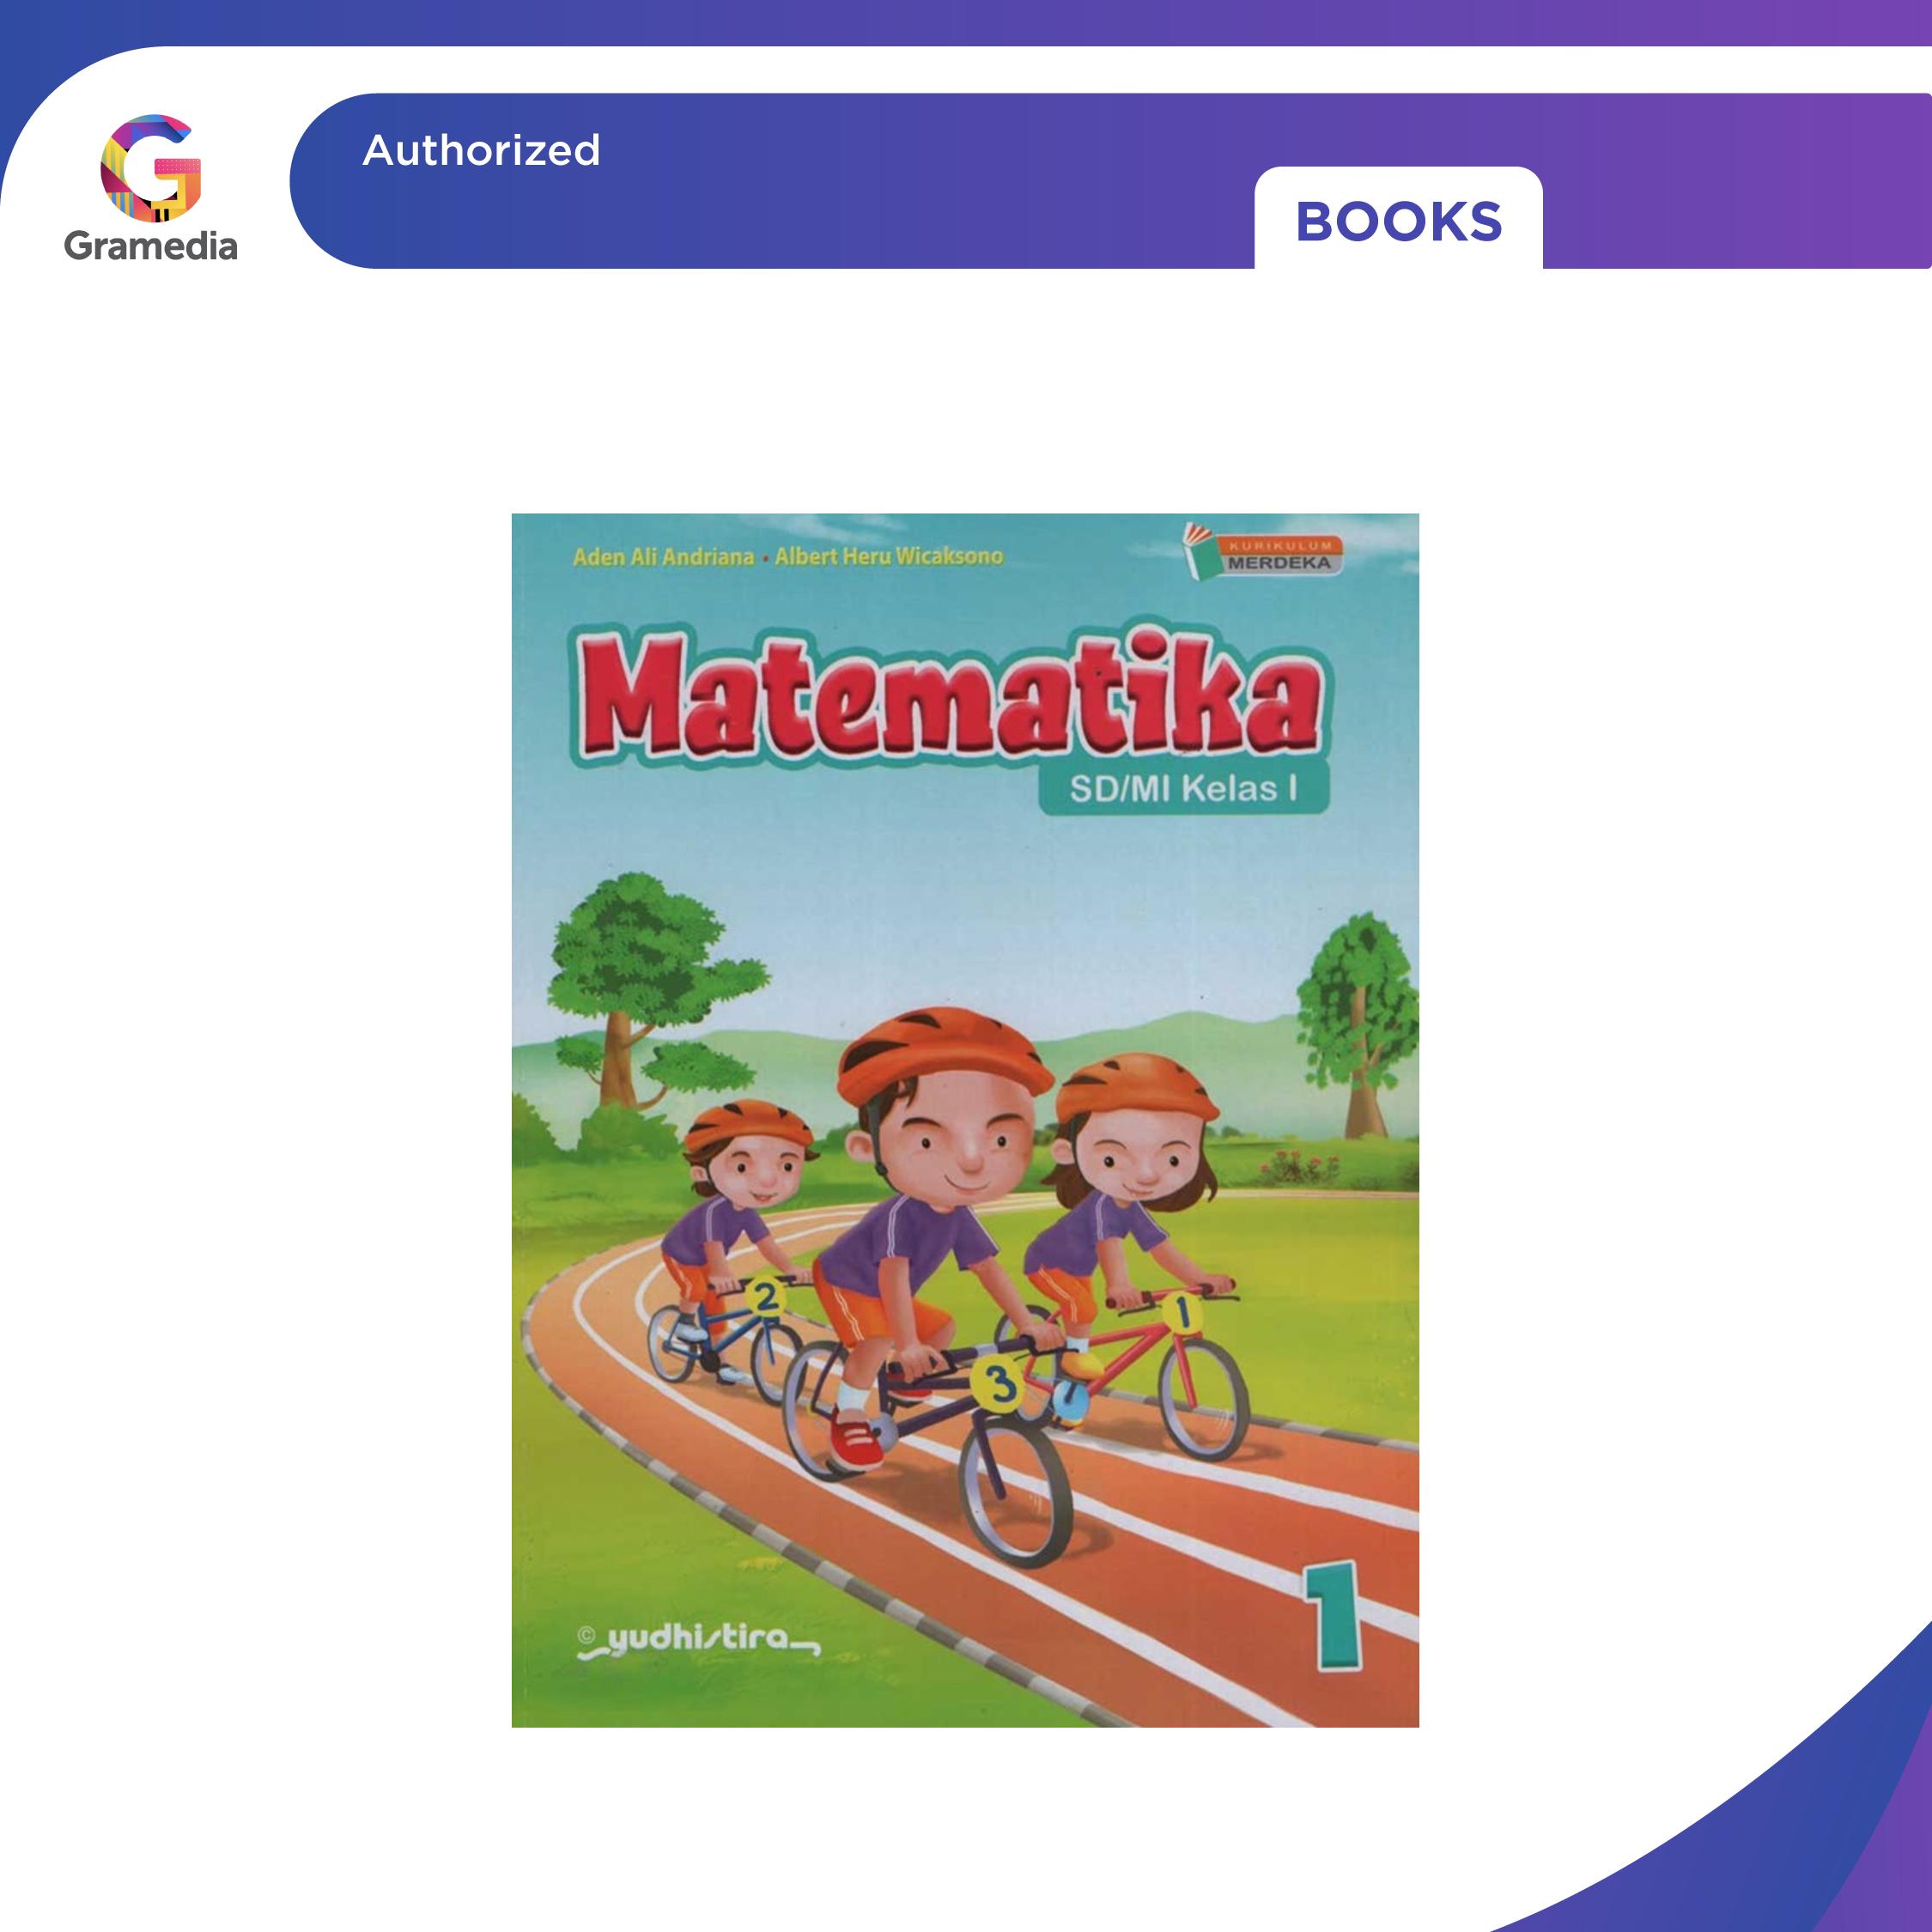 Gramedia
Authorized
BOOKS
Aden Ali Andriana • Albert Heru Wicaksono
KURIKULUM
MERDEKA
Matematika
SD/MI Kelas I
2
1
3
1
© yudhistira